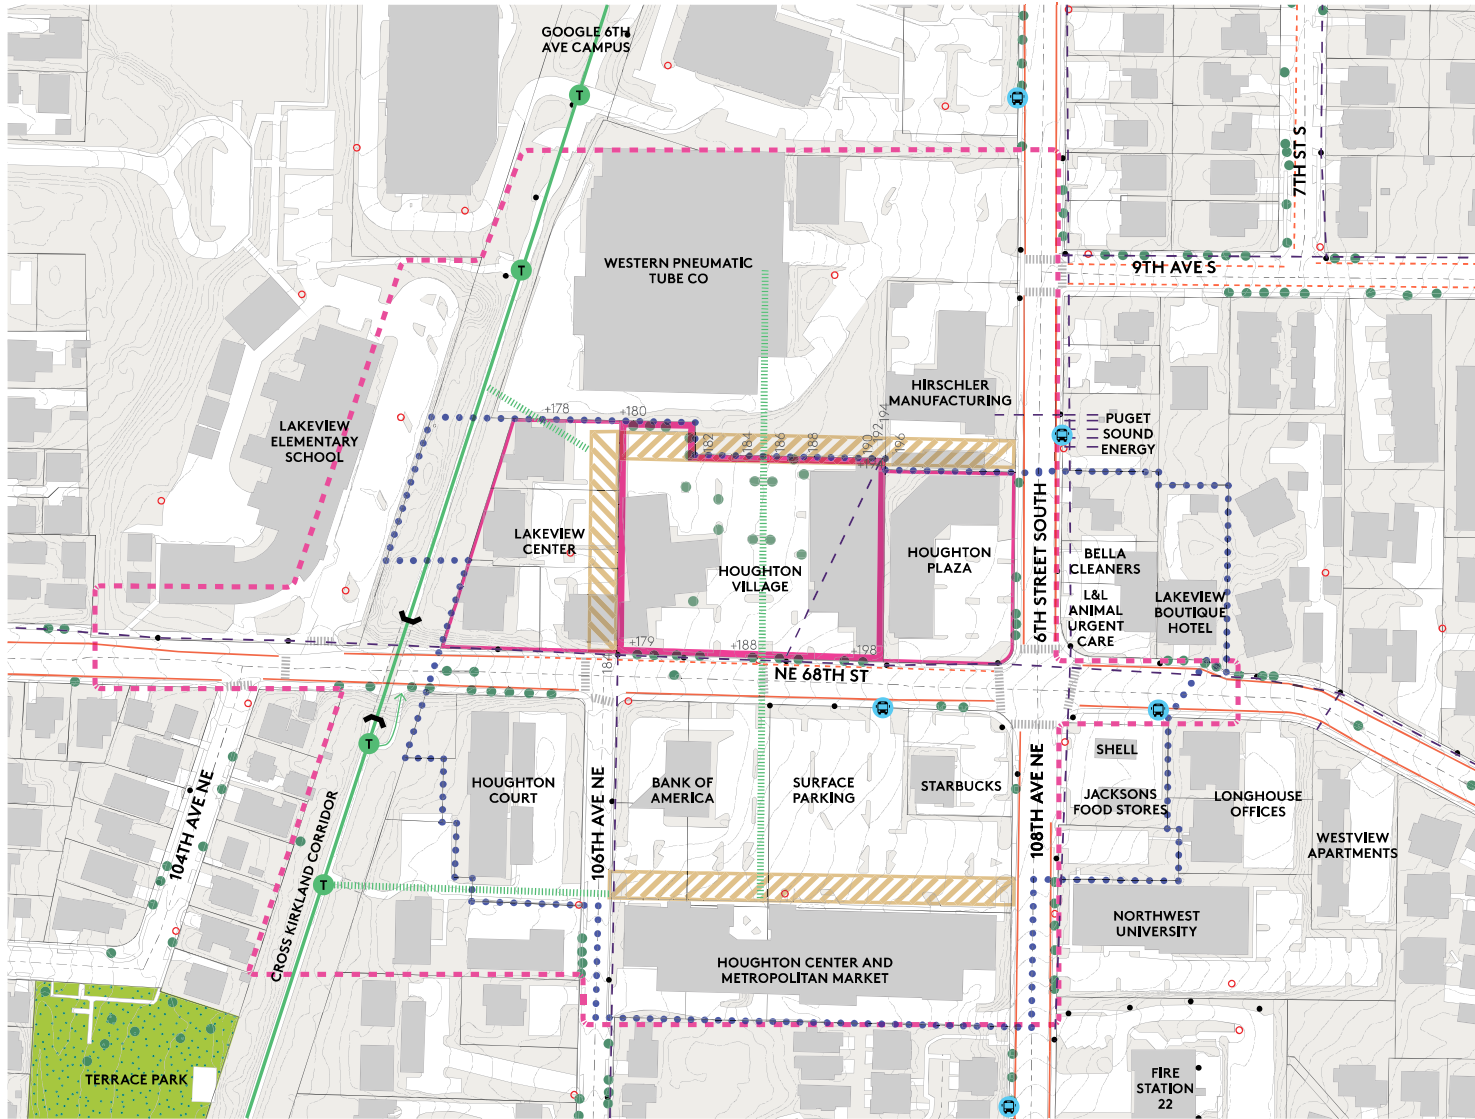 GOOGLE 6TH
AVE CAMPUS
T
7TH ST S
9TH AVE S
T
WESTERN PNEUMATIC
TUBE CO
HIRSCHLER
MANUFACTURING
PUGET
SOUND
ENERGY
LAKEVIEW
ELEMENTARY
SCHOOL
+178
+180
182
184
186
188
190
192
194
196
LAKEVIEW
CENTER
HOUGHTON
VILLAGE
HOUGHTON
PLAZA
6TH STREET SOUTH
BELLA
CLEANERS
L&L
ANIMAL
URGENT
CARE
LAKEVIEW
BOUTIQUE
HOTEL
+179
+188
+198
NE 68TH ST
T
104TH AVE NE
CROSS KIRKLAND CORRIDOR
HOUGHTON
COURT
106TH AVE NE
BANK OF
AMERICA
SURFACE
PARKING
STARBUCKS
108TH AVE NE
SHELL
JACKSONS
FOOD STORES
LONGHOUSE
OFFICES
WESTVIEW
APARTMENTS
T
NORTHWEST
UNIVERSITY
HOUGHTON CENTER AND
METROPOLITAN MARKET
TERRACE PARK
FIRE
STATION
22